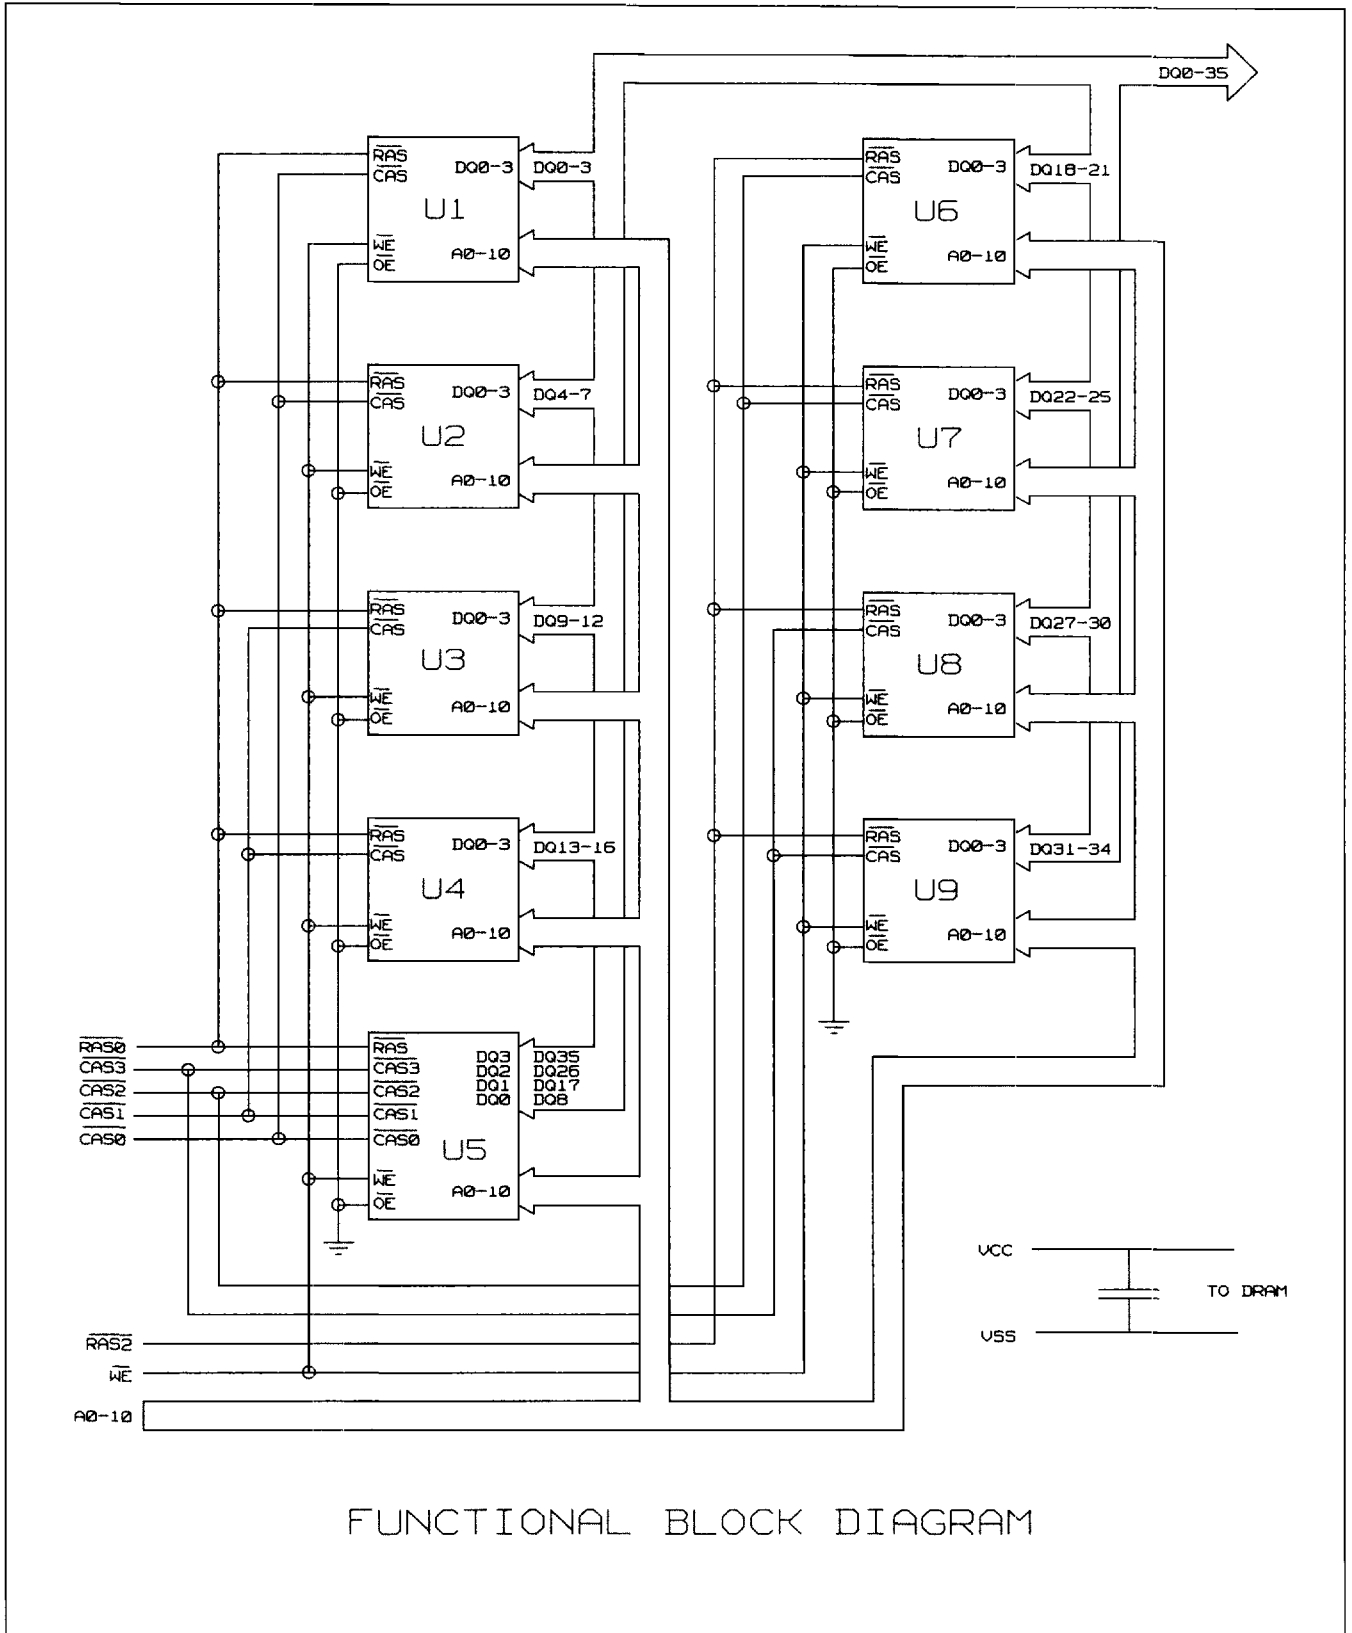 DQ0-35
RAS
CAS
U1
WE
OE
DQ0-3
A0-10
DQ0-3
RAS
CAS
U2
WE
OE
DQ0-3
A0-10
DQ4-7
RAS
CAS
U3
WE
OE
DQ0-3
A0-10
DQ9-12
RAS
CAS
U4
WE
OE
DQ0-3
A0-10
DQ13-16
RAS0
CAS3
CAS2
CAS1
CAS0
RAS
CAS3
CAS2
CAS1
CAS0
U5
WE
OE
DQ3 DQ35
DQ2 DQ26
DQ1 DQ17
DQ0 DQ8
A0-10
RAS
CAS
U6
WE
OE
DQ0-3
A0-10
DQ18-21
RAS
CAS
U7
WE
OE
DQ0-3
A0-10
DQ22-25
RAS
CAS
U8
WE
OE
DQ0-3
A0-10
DQ27-30
RAS
CAS
U9
WE
OE
DQ0-3
A0-10
DQ31-34
RAS2
WE
A0-10
VCC
TO DRAM
VSS
FUNCTIONAL BLOCK DIAGRAM